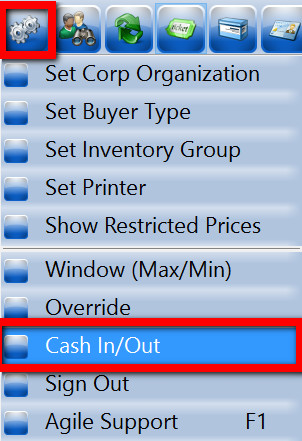 ticket
Set Corp Organization
Set Buyer Type
Set Inventory Group
Set Printer
Show Restricted Prices
Window (Max/Min)
Override
Cash In/Out
Sign Out
Agile Support F1